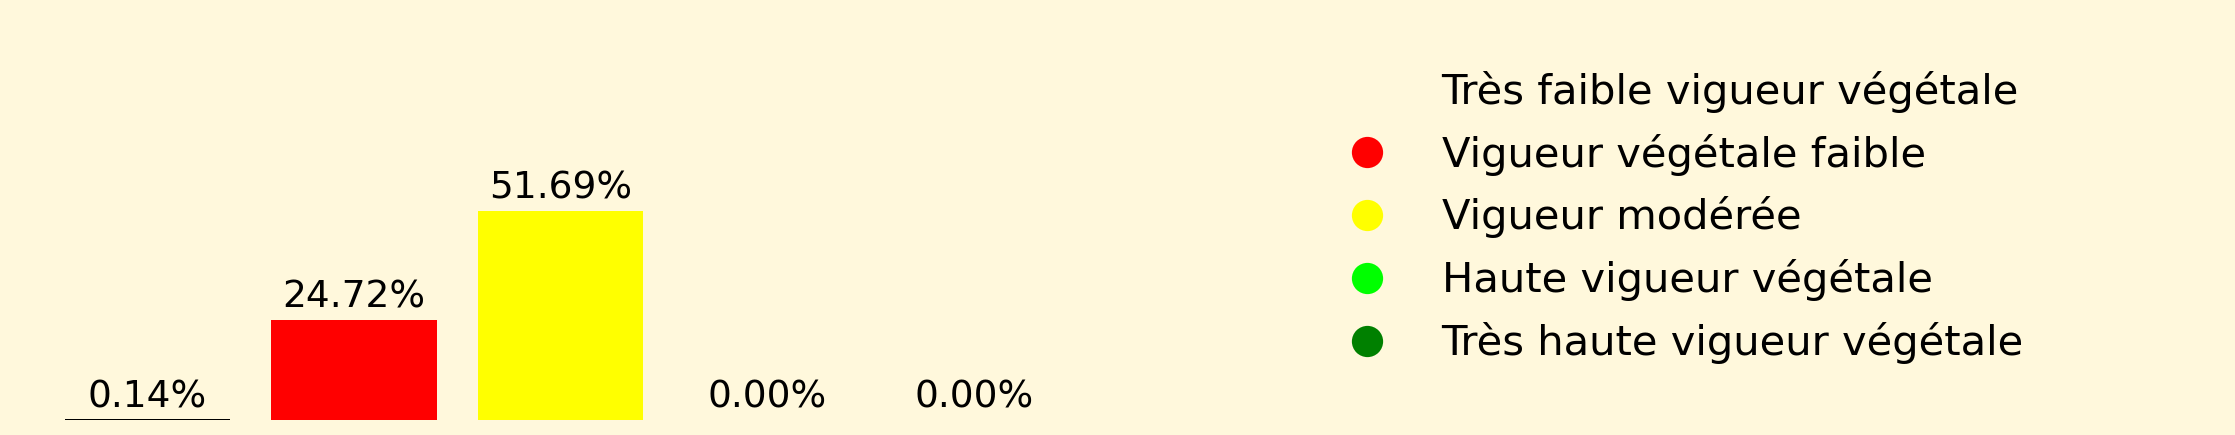 0.14%
24.72%
51.69%
0.00%
0.00%
Très faible vigueur végétale
Vigueur végétale faible
Vigueur modérée
Haute vigueur végétale
Très haute vigueur végétale